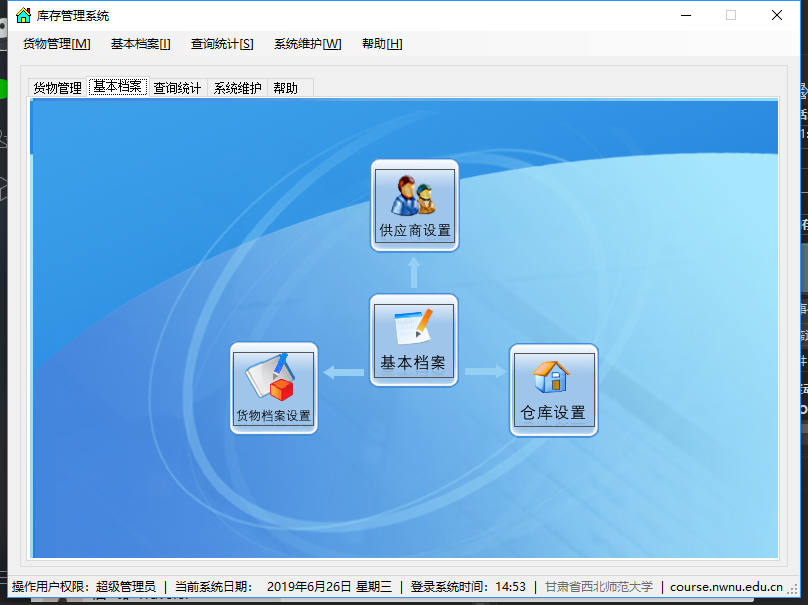 库存管理系统
货物管理[M] 基本档案[I] 查询统计[S] 系统维护[W] 帮助[H]
货物管理 基本档案 查询统计 系统维护 帮助
供应商设置
基本档案
货物档案设置
仓库设置
操作用户权限: 超级管理员 | 当前系统日期: 2019年6月26日 星期三 | 登录系统时间: 14:53 | 甘肃省西北师范大学 | course.nwnu.edu.cn